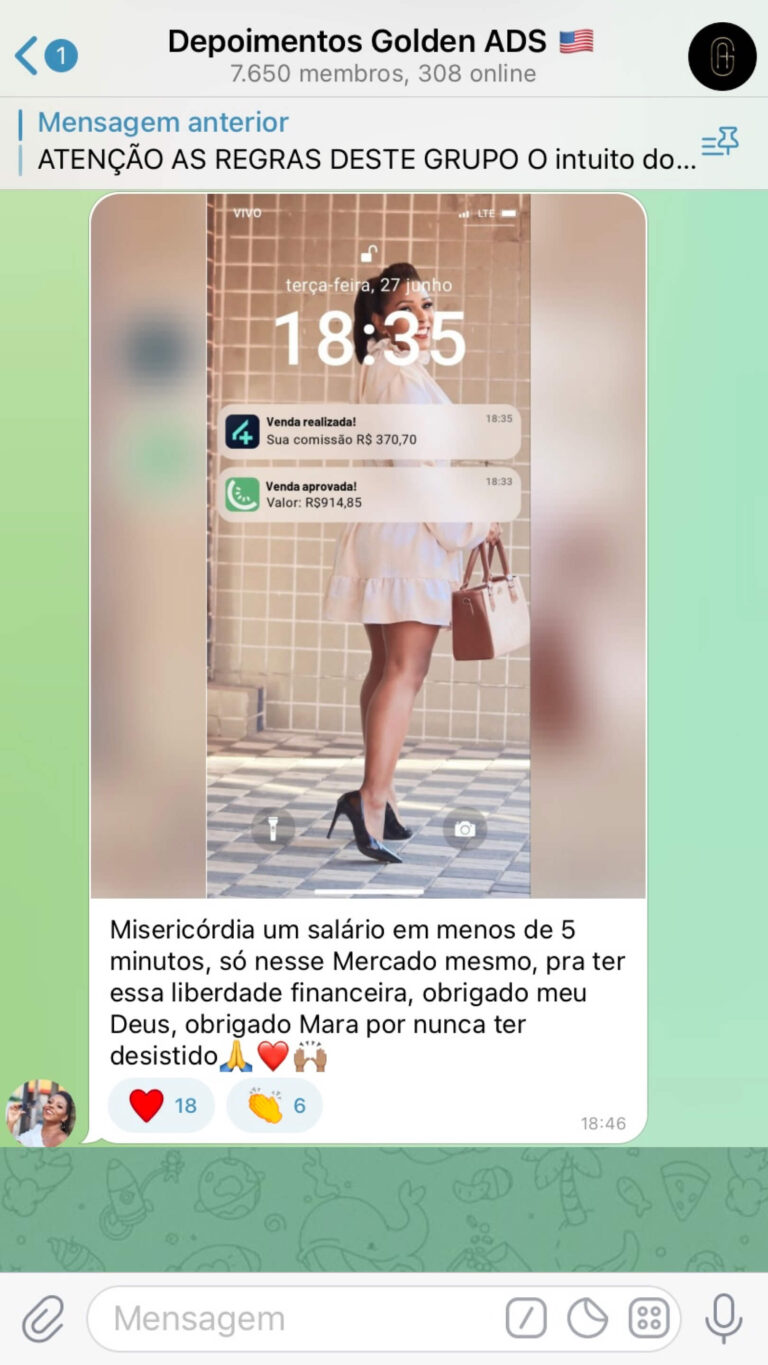 1
Depoimentos Golden ADS 🇺🇸
7.650 membros, 308 online
Mensagem anterior
ATENÇÃO AS REGRAS DESTE GRUPO O intuito do...
VIVO
LTE
terça-feira, 27 junho
18:35
Venda realizada!
18:35
Sua comissão R$ 370,70
Venda aprovada!
18:33
Valor: R$914,85
Misericórdia um salário em menos de 5
minutos, só nesse Mercado mesmo, pra ter
essa liberdade financeira, obrigado meu
Deus, obrigado Mara por nunca ter
desistido🙏❤️🙌🏽
❤️ 18
👏 6
18:46
Mensagem